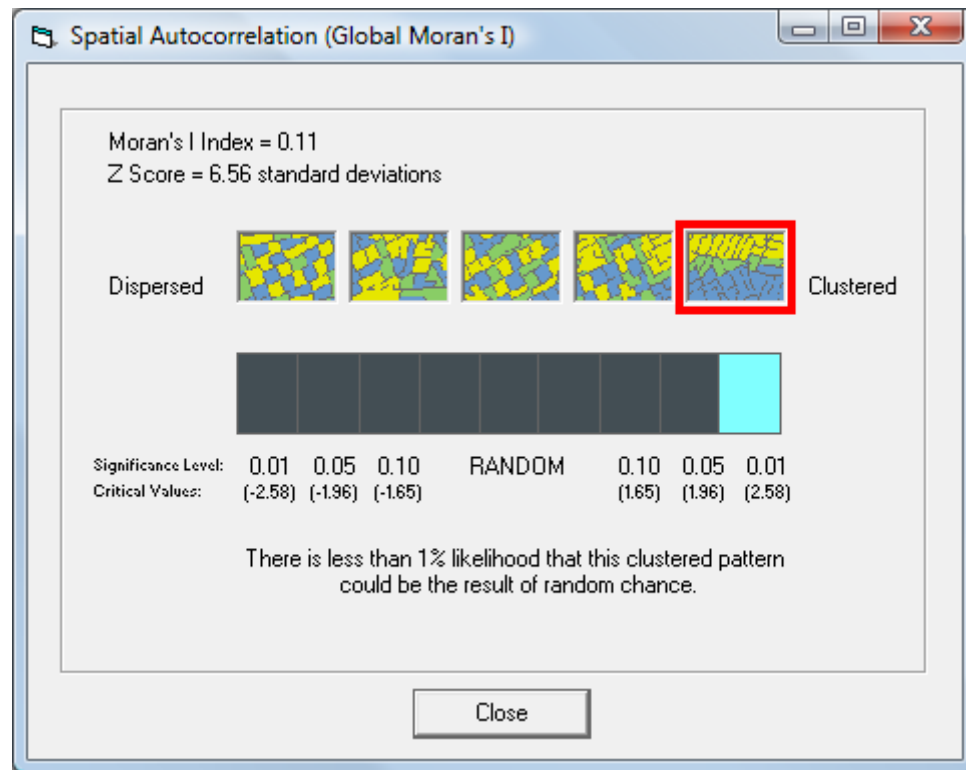 Spatial Autocorrelation (Global Moran's I)
Moran's I Index = 0.11
Z Score = 6.56 standard deviations
Dispersed
Clustered
Significance Level: 0.01 0.05 0.10 RANDOM 0.10 0.05 0.01
Critical Values: (-2.58) (-1.96) (-1.65) (1.65) (1.96) (2.58)
There is less than 1% likelihood that this clustered pattern
could be the result of random chance.
Close